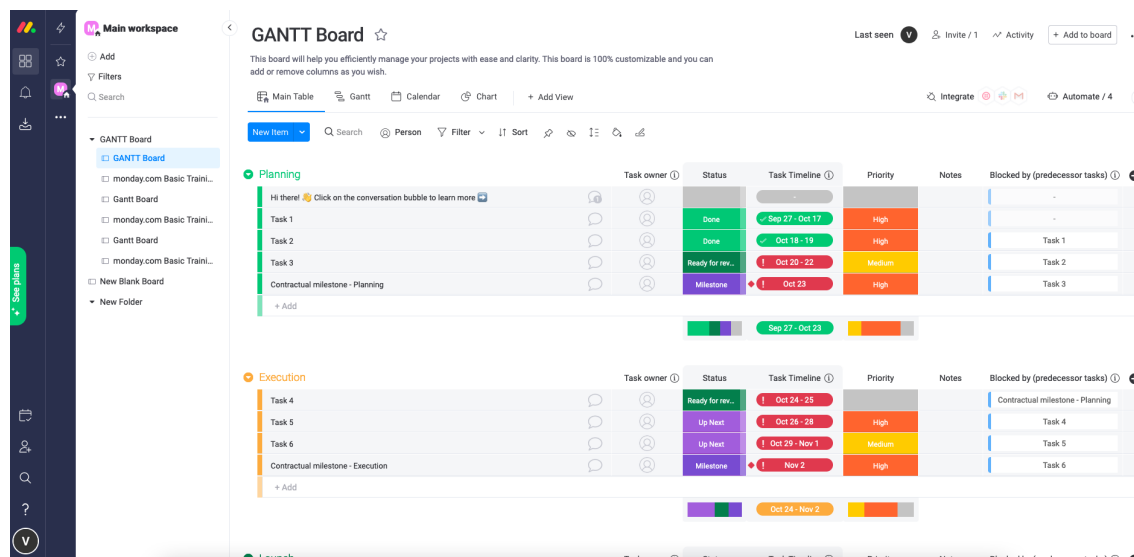 Main workspace
Add
Filters
Search
GANTT Board
GANTT Board
monday.com Basic Traini...
Gantt Board
monday.com Basic Traini...
Gantt Board
monday.com Basic Traini...
New Blank Board
New Folder
See plans
?
V
M
M
GANTT Board
Last seen V Invite / 1 Activity + Add to board
This board will help you efficiently manage your projects with ease and clarity. This board is 100% customizable and you can
add or remove columns as you wish.
Main Table Gantt Calendar Chart + Add View Integrate Automate / 4
New Item Search Person Filter Sort
Planning Task owner Status Task Timeline Priority Notes Blocked by (predecessor tasks)
Hi there! 👋 Click on the conversation bubble to learn more ➡️ - -
Task 1 Done Sep 27 - Oct 17 High -
Task 2 Done Oct 18 - 19 High Task 1
Task 3 Ready for rev... ! Oct 20 - 22 Medium Task 2
Contractual milestone - Planning Milestone ! Oct 23 High Task 3
+ Add
Sep 27 - Oct 23
Execution Task owner Status Task Timeline Priority Notes Blocked by (predecessor tasks)
Task 4 Ready for rev... ! Oct 24 - 25 Contractual milestone - Planning
Task 5 Up Next ! Oct 26 - 28 High Task 4
Task 6 Up Next ! Oct 29 - Nov 1 Medium Task 5
Contractual milestone - Execution Milestone ! Nov 2 High Task 6
+ Add
Oct 24 - Nov 2